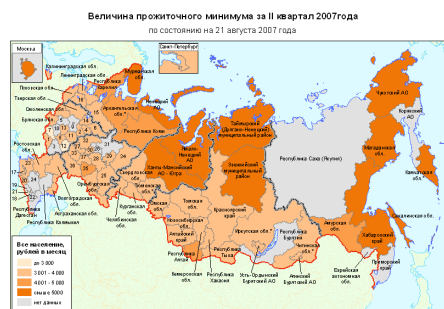 Величина прожиточного минимума за II квартал 2007года
по состоянию на 21 августа 2007 года
Москва
Санкт-Петербург
Калининградская обл.
Ленинградская обл.
Мурманская обл.
Республика Карелия
Псковская обл.
Тверская обл.
Смоленская обл.
Брянская обл.
Архангельская обл.
Ненецкий АО
Республика Коми
Ростовская обл.
Ямало-Ненецкий АО
Ханты-Мансийский АО - Югра
Таймырский (Долгано-Ненецкий) муниципальный район
Эвенкийский муниципальный район
Республика Саха (Якутия)
Чукотский АО
Корякский АО
Магаданская обл.
Камчатская обл.
Сахалинская обл.
Хабаровский край
Приморский край
Амурская обл.
Еврейская автономная обл.
Читинская обл.
Агинский Бурятский АО
Республика Бурятия
Усть-Ордынский Бурятский АО
Иркутская обл.
Республика Тыва
Республика Хакасия
Красноярский край
Кемеровская обл.
Республика Алтай
Алтайский край
Новосибирская обл.
Томская обл.
Омская обл.
Тюменская обл.
Свердловская обл.
Курганская обл.
Челябинская обл.
Оренбургская обл.
Волгоградская обл.
Астраханская обл.
Республика Калмыкия
Республика Дагестан
Все население,
рублей в месяц
до 3 000
3 001 - 4 000
4 001 - 5 000
свыше 5000
нет данных